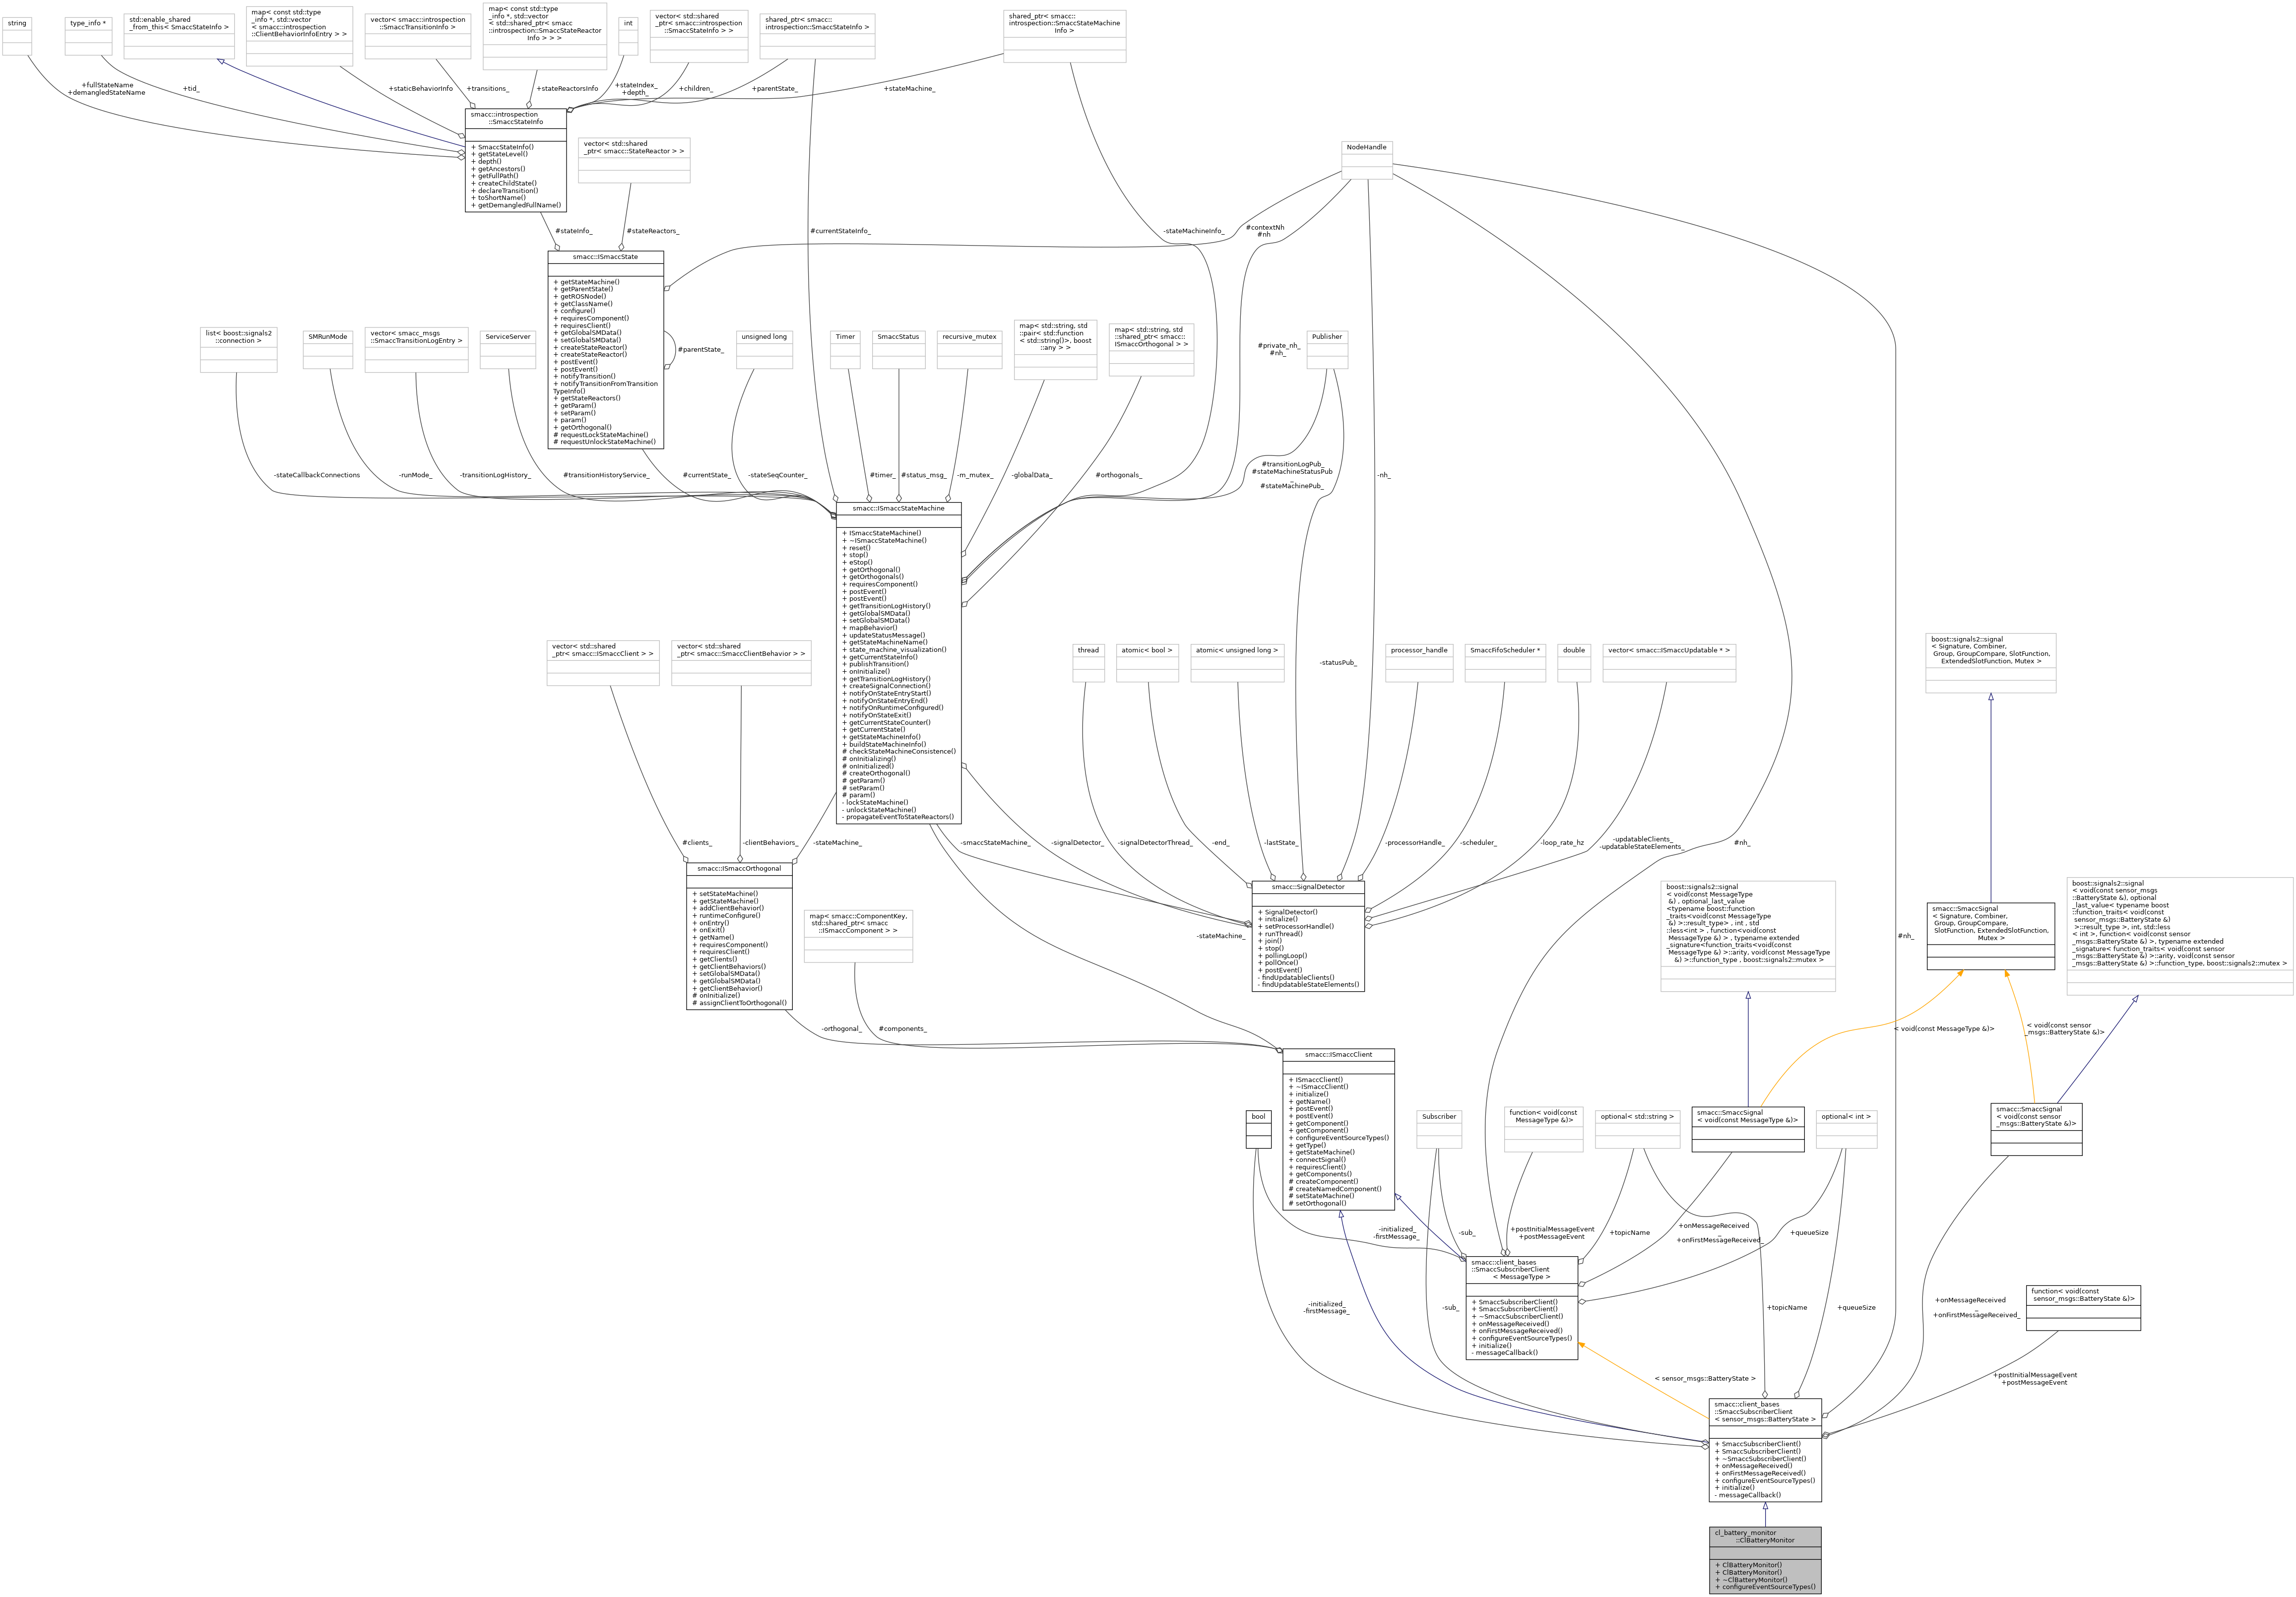 string
type_info *
std::enable_shared
_from_this< SmaccStateInfo >
map< const std::type
_info *, std::vector
< smacc::introspection
::ClientBehaviorInfoEntry > >
vector< smacc::introspection
::SmaccTransitionInfo >
map< const std::type
_info *, std::vector
< std::shared_ptr< smacc
::introspection::SmaccStateReactor
Info > > >
int
vector< std::shared
_ptr< smacc::introspection
::SmaccStateInfo > >
shared_ptr< smacc::
introspection::SmaccStateInfo >
shared_ptr< smacc::
introspection::SmaccStateMachine
Info >
+fullStateName
+demangledStateName
+tid_
+staticBehaviorInfo
+transitions_
+stateReactorsInfo
+stateIndex_
+depth_
+children_
+parentState_
+stateMachine_
smacc::introspection
::SmaccStateInfo
+ SmaccStateInfo()
+ getStateLevel()
+ depth()
+ getAncestors()
+ getFullPath()
+ createChildState()
+ declareTransition()
+ toShortName()
+ getDemangledFullName()
vector< std::shared
_ptr< smacc::StateReactor > >
NodeHandle
#stateInfo_
#stateReactors_
#currentStateInfo_
-stateMachineInfo_
#contextNh
#nh
smacc::ISmaccState
+ getStateMachine()
+ getParentState()
+ getROSNode()
+ getClassName()
+ configure()
+ requiresComponent()
+ requiresClient()
+ getGlobalSMData()
+ setGlobalSMData()
+ createStateReactor()
+ createStateReactor()
+ postEvent()
+ postEvent()
+ notifyTransition()
+ notifyTransitionFromTransition
TypeInfo()
+ getStateReactors()
+ getParam()
+ setParam()
+ param()
+ getOrthogonal()
# requestLockStateMachine()
# requestUnlockStateMachine()
#parentState_
list< boost::signals2
::connection >
SMRunMode
vector< smacc_msgs
::SmaccTransitionLogEntry >
ServiceServer
unsigned long
Timer
SmaccStatus
recursive_mutex
map< std::string, std
::pair< std::function
< std::string()>, boost
::any > >
map< std::string, std
::shared_ptr< smacc::
ISmaccOrthogonal > >
#private_nh_
#nh_
Publisher
-stateCallbackConnections
-runMode_
-transitionLogHistory_
#transitionHistoryService_
#currentState_
-stateSeqCounter_
#timer_
#status_msg_
-m_mutex_
-globalData_
#orthogonals_
#transitionLogPub_
#stateMachineStatusPub
_
#stateMachinePub_
-nh_
smacc::ISmaccStateMachine
+ ISmaccStateMachine()
+ ~ISmaccStateMachine()
+ reset()
+ stop()
+ eStop()
+ getOrthogonal()
+ getOrthogonals()
+ requiresComponent()
+ postEvent()
+ postEvent()
+ getTransitionLogHistory()
+ getGlobalSMData()
+ setGlobalSMData()
+ mapBehavior()
+ updateStatusMessage()
+ getStateMachineName()
+ state_machine_visualization()
+ getCurrentStateInfo()
+ publishTransition()
+ onInitialize()
+ getTransitionLogHistory()
+ createSignalConnection()
+ notifyOnStateEntryStart()
+ notifyOnStateEntryEnd()
+ notifyOnRuntimeConfigured()
+ notifyOnStateExit()
+ getCurrentStateCounter()
+ getCurrentState()
+ getStateMachineInfo()
+ buildStateMachineInfo()
# checkStateMachineConsistence()
# onInitializing()
# onInitialized()
# createOrthogonal()
# getParam()
# setParam()
# param()
- lockStateMachine()
- unlockStateMachine()
- propagateEventToStateReactors()
vector< std::shared
_ptr< smacc::ISmaccClient > >
vector< std::shared
_ptr< smacc::SmaccClientBehavior > >
thread
atomic< bool >
atomic< unsigned long >
-statusPub_
processor_handle
SmaccFifoScheduler *
double
vector< smacc::ISmaccUpdatable * >
boost::signals2::signal
< Signature, Combiner,
Group, GroupCompare, SlotFunction,
ExtendedSlotFunction, Mutex >
#clients_
-clientBehaviors_
-stateMachine_
-smaccStateMachine_
-signalDetector_
-signalDetectorThread_
-end_
-lastState_
-processorHandle_
-scheduler_
-loop_rate_hz
-updatableClients_
-updatableStateElements_
#nh_
smacc::ISmaccOrthogonal
+ setStateMachine()
+ getStateMachine()
+ addClientBehavior()
+ runtimeConfigure()
+ onEntry()
+ onExit()
+ getName()
+ requiresComponent()
+ requiresClient()
+ getClients()
+ getClientBehaviors()
+ setGlobalSMData()
+ getGlobalSMData()
+ getClientBehavior()
# onInitialize()
# assignClientToOrthogonal()
map< smacc::ComponentKey,
std::shared_ptr< smacc
::ISmaccComponent > >
smacc::SignalDetector
+ SignalDetector()
+ initialize()
+ setProcessorHandle()
+ runThread()
+ join()
+ stop()
+ pollingLoop()
+ pollOnce()
+ postEvent()
- findUpdatableClients()
- findUpdatableStateElements()
boost::signals2::signal
< void(const MessageType
&) , optional_last_value
<typename boost::function
_traits<void(const MessageType
&) >::result_type> , int , std
::less<int > , function<void(const
MessageType &) > , typename extended
_signature<function_traits<void(const
MessageType &) >::arity, void(const MessageType
&) >::function_type , boost::signals2::mutex >
smacc::SmaccSignal
< Signature, Combiner,
Group, GroupCompare,
SlotFunction, ExtendedSlotFunction,
Mutex >
boost::signals2::signal
< void(const sensor_msgs
::BatteryState &), optional
_last_value< typename boost
::function_traits< void(const
sensor_msgs::BatteryState &)
>::result_type >, int, std::less
< int >, function< void(const sensor
_msgs::BatteryState &) >, typename extended
_signature< function_traits< void(const sensor
_msgs::BatteryState &) >::arity, void(const sensor
_msgs::BatteryState &) >::function_type, boost::signals2::mutex >
-stateMachine_
#nh_
-orthogonal_
#components_
< void(const MessageType &)>
< void(const sensor
_msgs::BatteryState &)>
smacc::ISmaccClient
+ ISmaccClient()
+ ~ISmaccClient()
+ initialize()
+ getName()
+ postEvent()
+ postEvent()
+ getComponent()
+ getComponent()
+ configureEventSourceTypes()
+ getType()
+ getStateMachine()
+ connectSignal()
+ requiresClient()
+ getComponents()
# createComponent()
# createNamedComponent()
# setStateMachine()
# setOrthogonal()
bool
Subscriber
function< void(const
MessageType &)>
optional< std::string >
smacc::SmaccSignal
< void(const MessageType &)>
optional< int >
smacc::SmaccSignal
< void(const sensor
_msgs::BatteryState &)>
-initialized_
-firstMessage_
-sub_
+postInitialMessageEvent
+postMessageEvent
+topicName
+onMessageReceived
_
+onFirstMessageReceived_
+queueSize
smacc::client_bases
::SmaccSubscriberClient
< MessageType >
+ SmaccSubscriberClient()
+ SmaccSubscriberClient()
+ ~SmaccSubscriberClient()
+ onMessageReceived()
+ onFirstMessageReceived()
+ configureEventSourceTypes()
+ initialize()
- messageCallback()
-initialized_
-firstMessage_
-sub_
+topicName
+queueSize
+onMessageReceived
_
+onFirstMessageReceived_
function< void(const
sensor_msgs::BatteryState &)>
< sensor_msgs::BatteryState >
+postInitialMessageEvent
+postMessageEvent
smacc::client_bases
::SmaccSubscriberClient
< sensor_msgs::BatteryState >
+ SmaccSubscriberClient()
+ SmaccSubscriberClient()
+ ~SmaccSubscriberClient()
+ onMessageReceived()
+ onFirstMessageReceived()
+ configureEventSourceTypes()
+ initialize()
- messageCallback()
cl_battery_monitor
::ClBatteryMonitor
+ ClBatteryMonitor()
+ ClBatteryMonitor()
+ ~ClBatteryMonitor()
+ configureEventSourceTypes()